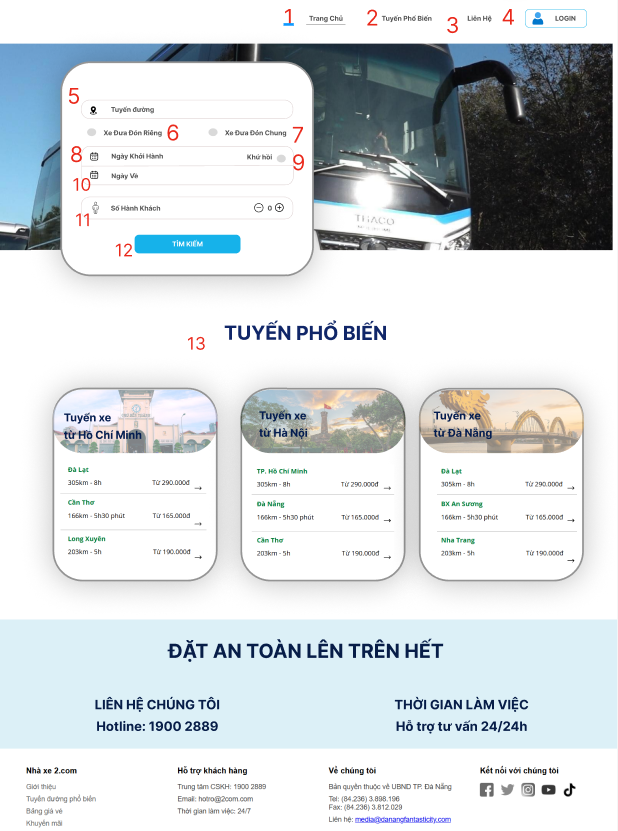 1 Trang Chủ 2 Tuyến Phổ Biến 3 Liên Hệ 4 LOGIN
5 Tuyến đường
Xe Đưa Đón Riêng 6 Xe Đưa Đón Chung 7
8 Ngày Khởi Hành Khứ hồi 9
10 Ngày Về
11 Số Hành Khách 0
12 TÌM KIẾM
THACO
13 TUYẾN PHỔ BIẾN
Tuyến xe
từ Hồ Chí Minh
Đà Lạt
305km - 8h Từ 290.000đ →
Cần Thơ
166km - 5h30 phút Từ 165.000đ →
Long Xuyên
203km - 5h Từ 190.000đ →
Tuyến xe
từ Hà Nội
TP. Hồ Chí Minh
305km - 8h Từ 290.000đ →
Đà Nẵng
166km - 5h30 phút Từ 165.000đ →
Cần Thơ
203km - 5h Từ 190.000đ →
Tuyến xe
từ Đà Nẵng
Đà Lạt
305km - 8h Từ 290.000đ →
BX An Sương
166km - 5h30 phút Từ 165.000đ →
Nha Trang
203km - 5h Từ 190.000đ →
ĐẶT AN TOÀN LÊN TRÊN HẾT
LIÊN HỆ CHÚNG TÔI
Hotline: 1900 2889
THỜI GIAN LÀM VIỆC
Hỗ trợ tư vấn 24/24h
Nhà xe 2.com
Giới thiệu
Tuyến đường phổ biến
Bảng giá vé
Khuyến mãi
Hỗ trợ khách hàng
Trung tâm CSKH: 1900 2889
Email: hotro@2com.com
Thời gian làm việc: 24/7
Về chúng tôi
Bản quyền thuộc về UBND TP. Đà Nẵng
Tel: (84.236) 3.898.196
Fax: (84.236) 3.812.029
Liên hệ: media@danangfantasticity.com
Kết nối với chúng tôi